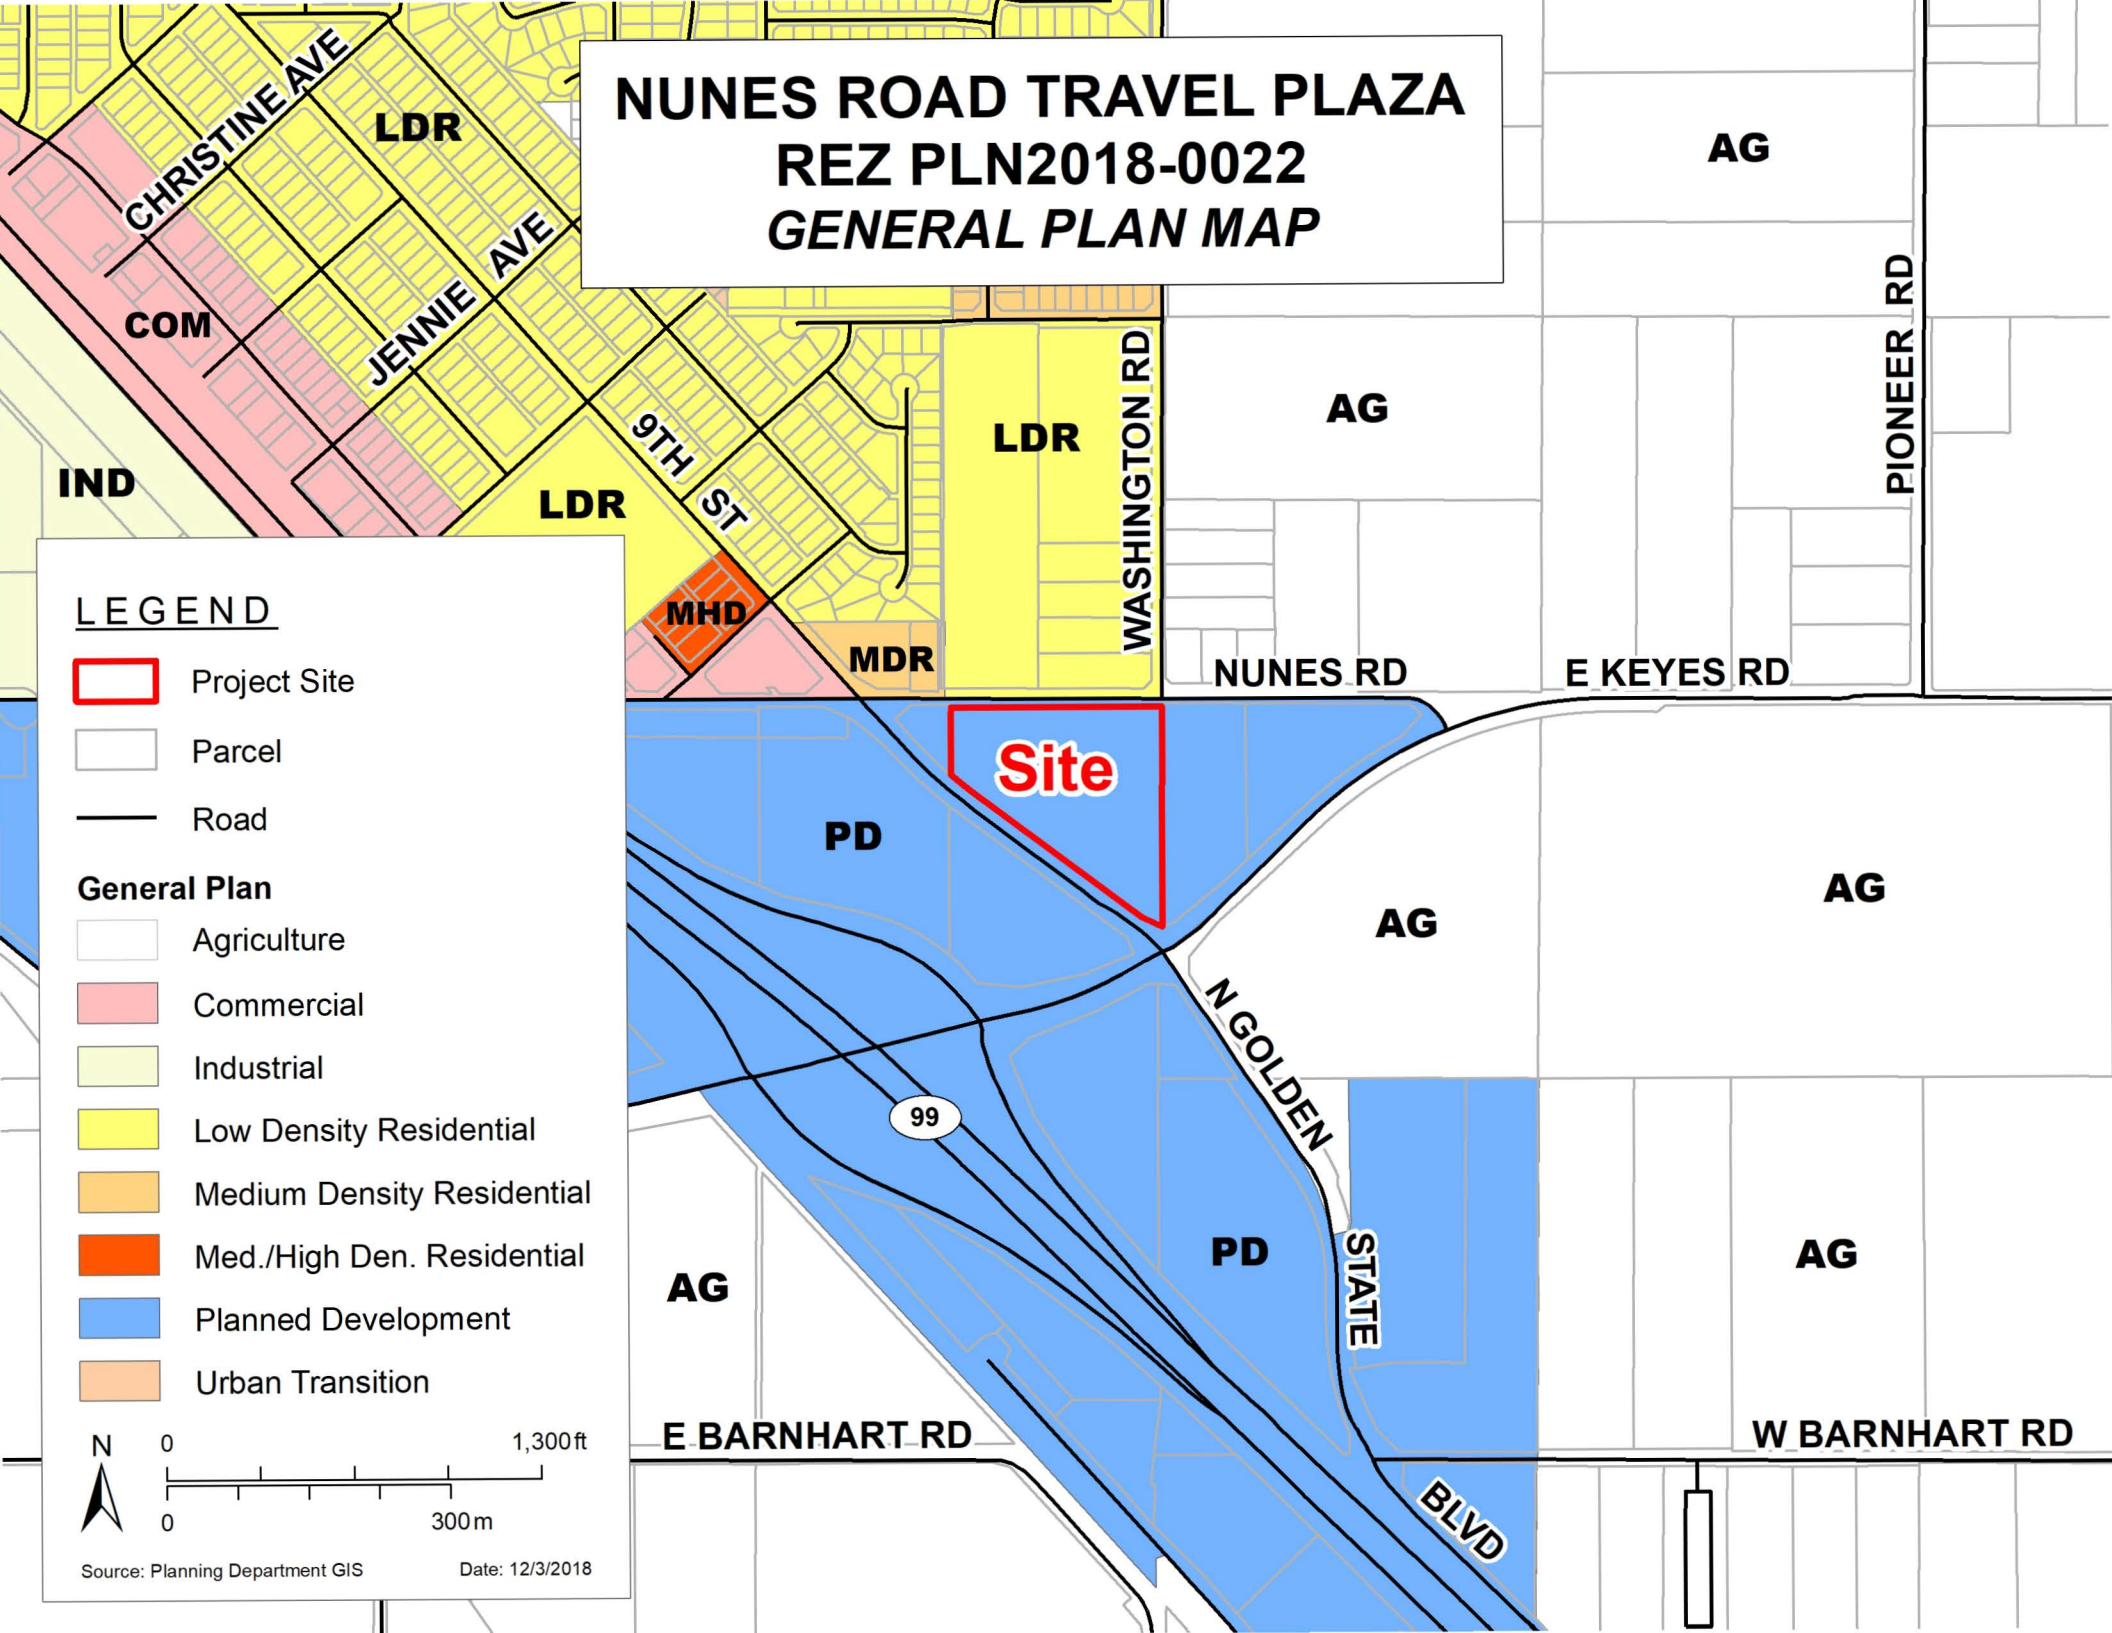 NUNES ROAD TRAVEL PLAZA
REZ PLN2018-0022
GENERAL PLAN MAP
CHRISTINE AVE
LDR
AG
JENNIE AVE
COM
PIONEER RD
WASHINGTON RD
AG
9TH ST
LDR
IND
LDR
MHD
MDR
NUNES RD
E KEYES RD
Site
PD
AG
AG
N GOLDEN STATE BLVD
99
PD
AG
AG
E BARNHART RD
W BARNHART RD
LEGEND
Project Site
Parcel
Road
General Plan
Agriculture
Commercial
Industrial
Low Density Residential
Medium Density Residential
Med./High Den. Residential
Planned Development
Urban Transition
N
0 1,300 ft
0 300 m
Source: Planning Department GIS Date: 12/3/2018